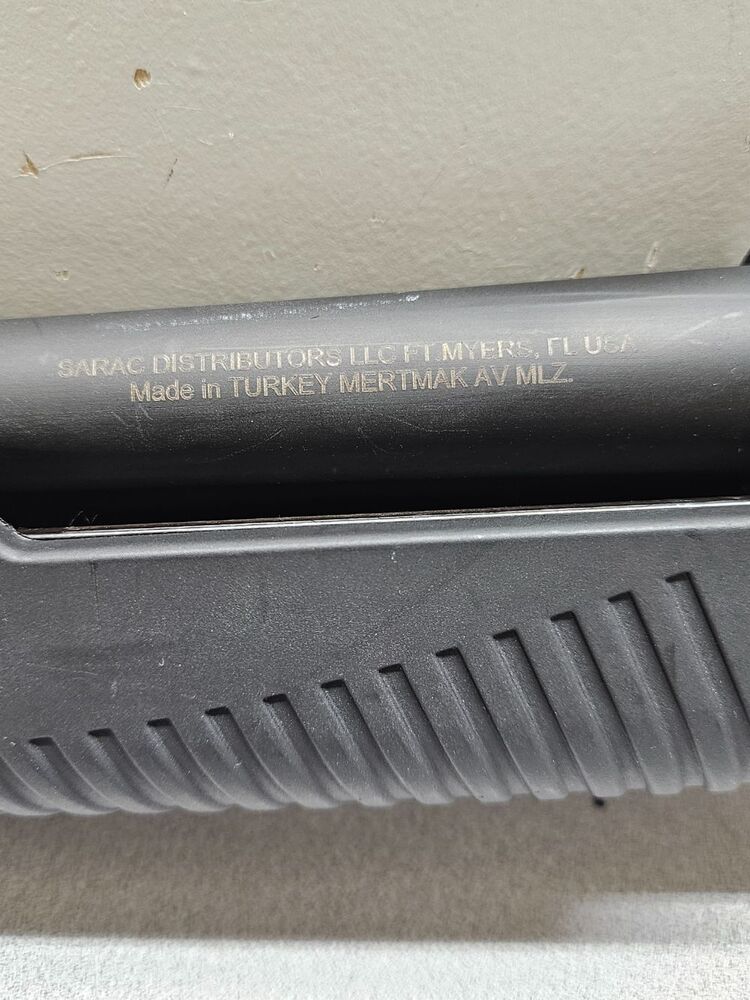 SARAC DISTRIBUTORS LLC FT.MYERS, FL USA
Made in TURKEY MERTMAK AV MLZ.